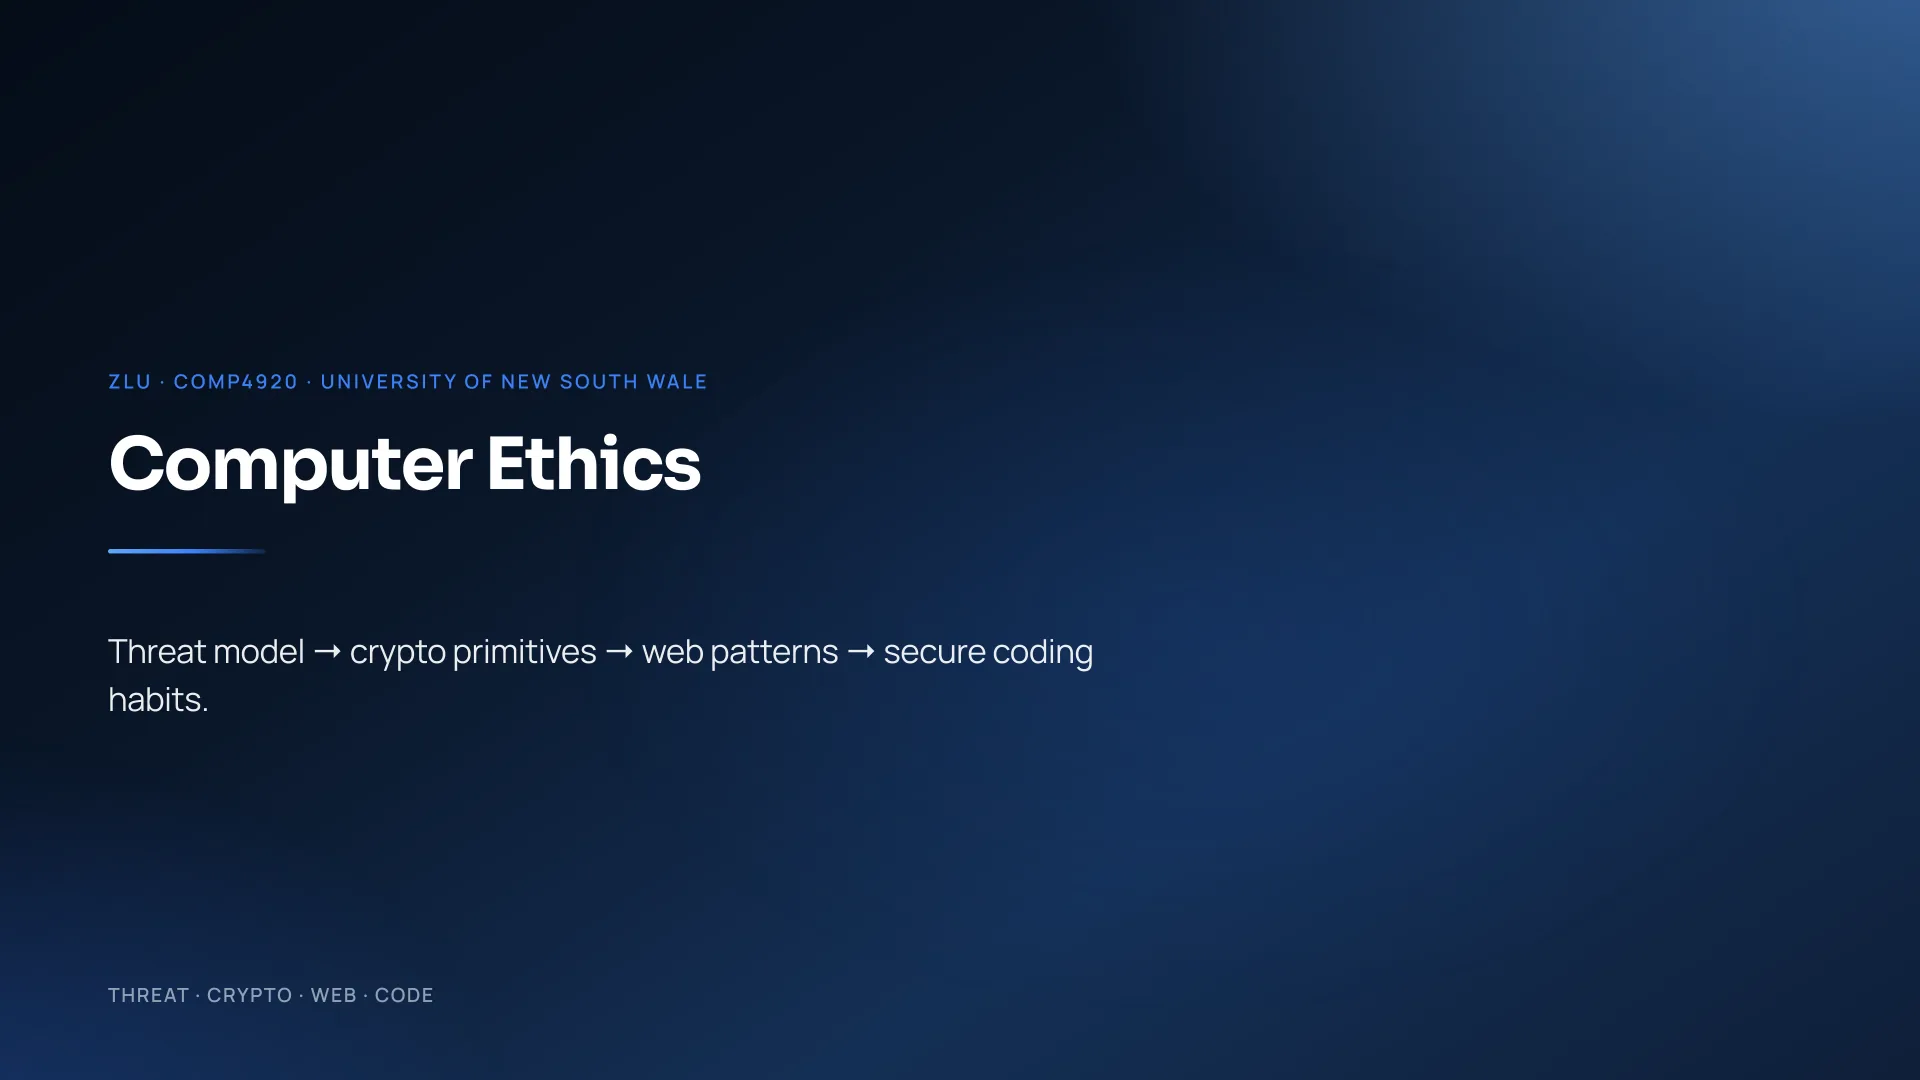 ZLU · COMP4920 · UNIVERSITY OF NEW SOUTH WALE
Computer Ethics
Threat model → crypto primitives → web patterns → secure coding
habits.
THREAT · CRYPTO · WEB · CODE